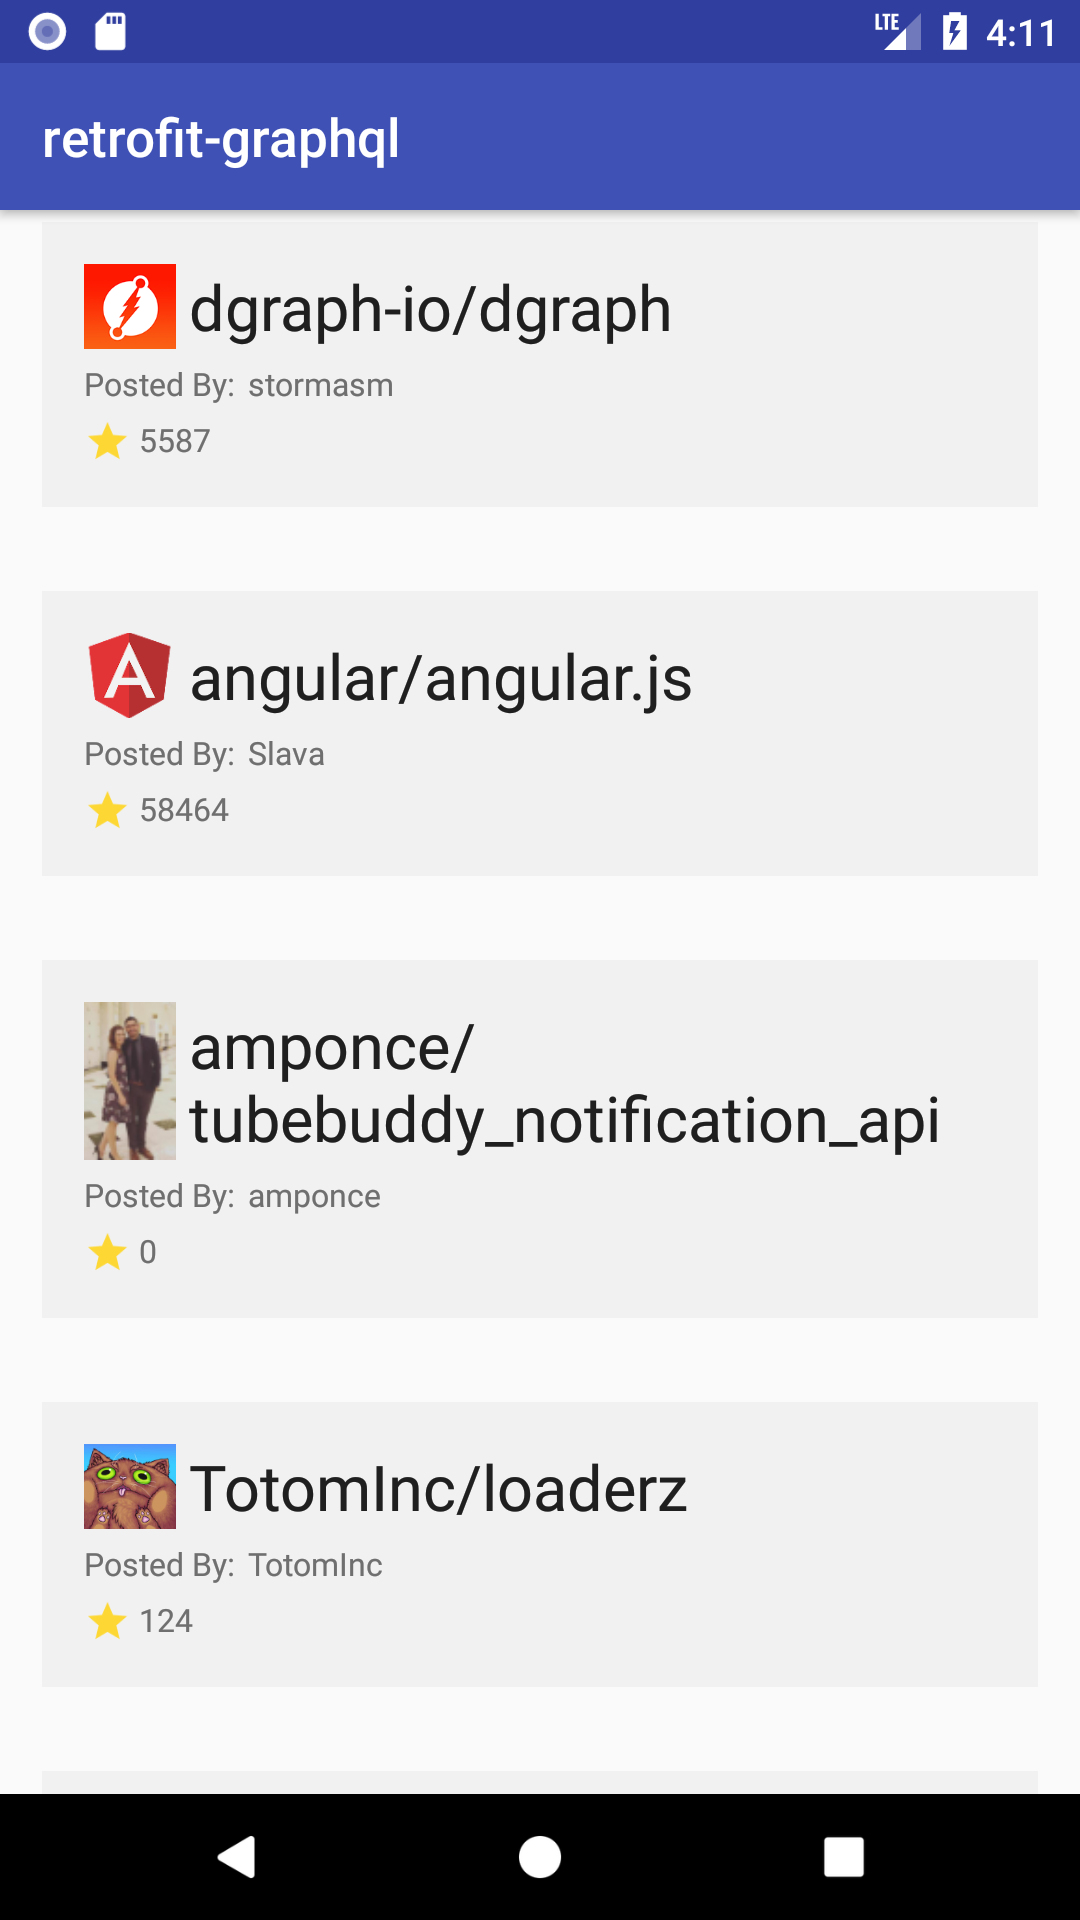 LTE 4:11
retrofit-graphql
dgraph-io/dgraph
Posted By: stormasm
5587
angular/angular.js
Posted By: Slava
58464
amponce/
tubebuddy_notification_api
Posted By: amponce
0
TotomInc/loaderz
Posted By: TotomInc
124